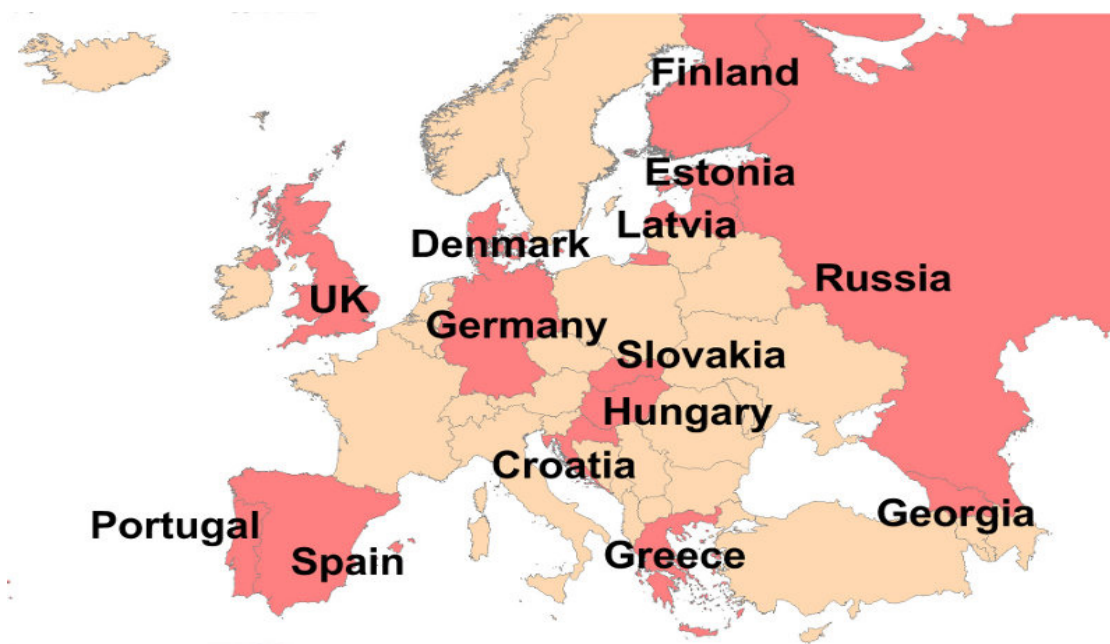 Finland
Estonia
Latvia
Denmark
Russia
UK
Germany
Slovakia
Hungary
Croatia
Georgia
Portugal
Spain
Greece